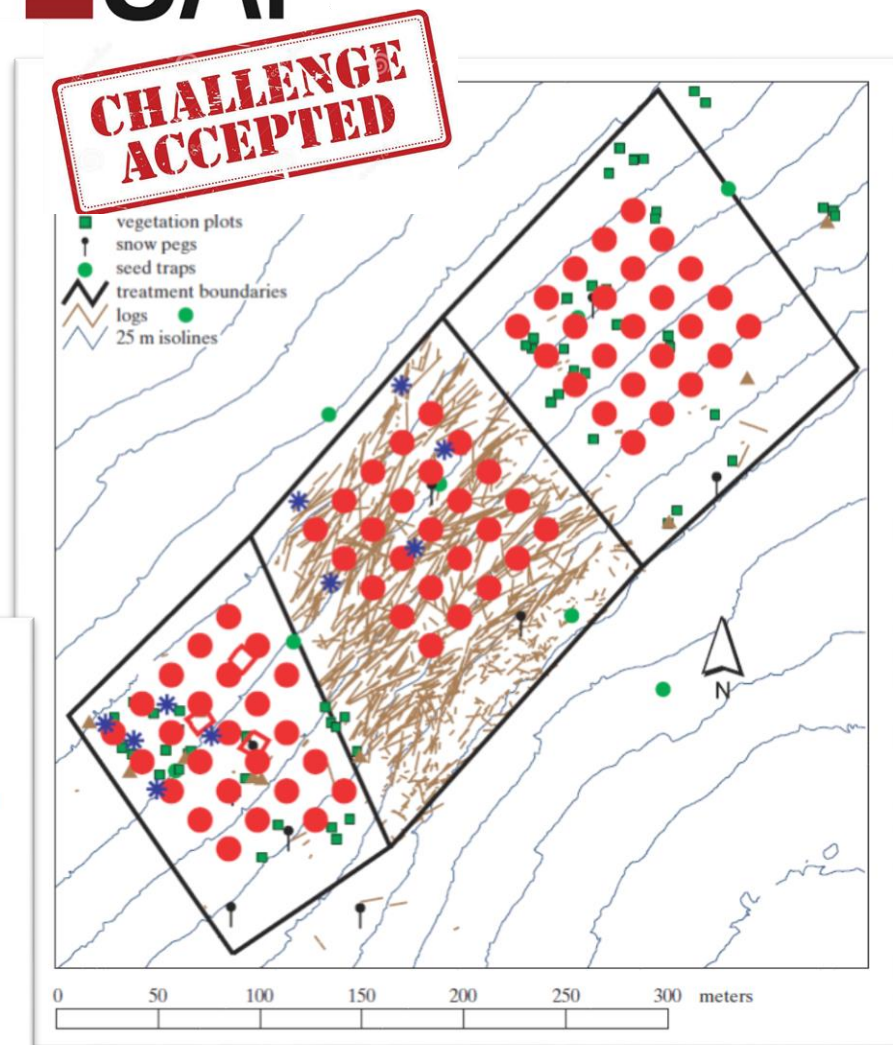 CHALLENGE
ACCEPTED
vegetation plots
snow pegs
seed traps
treatment boundaries
logs
25 m isolines
N
0 50 100 150 200 250 300 meters